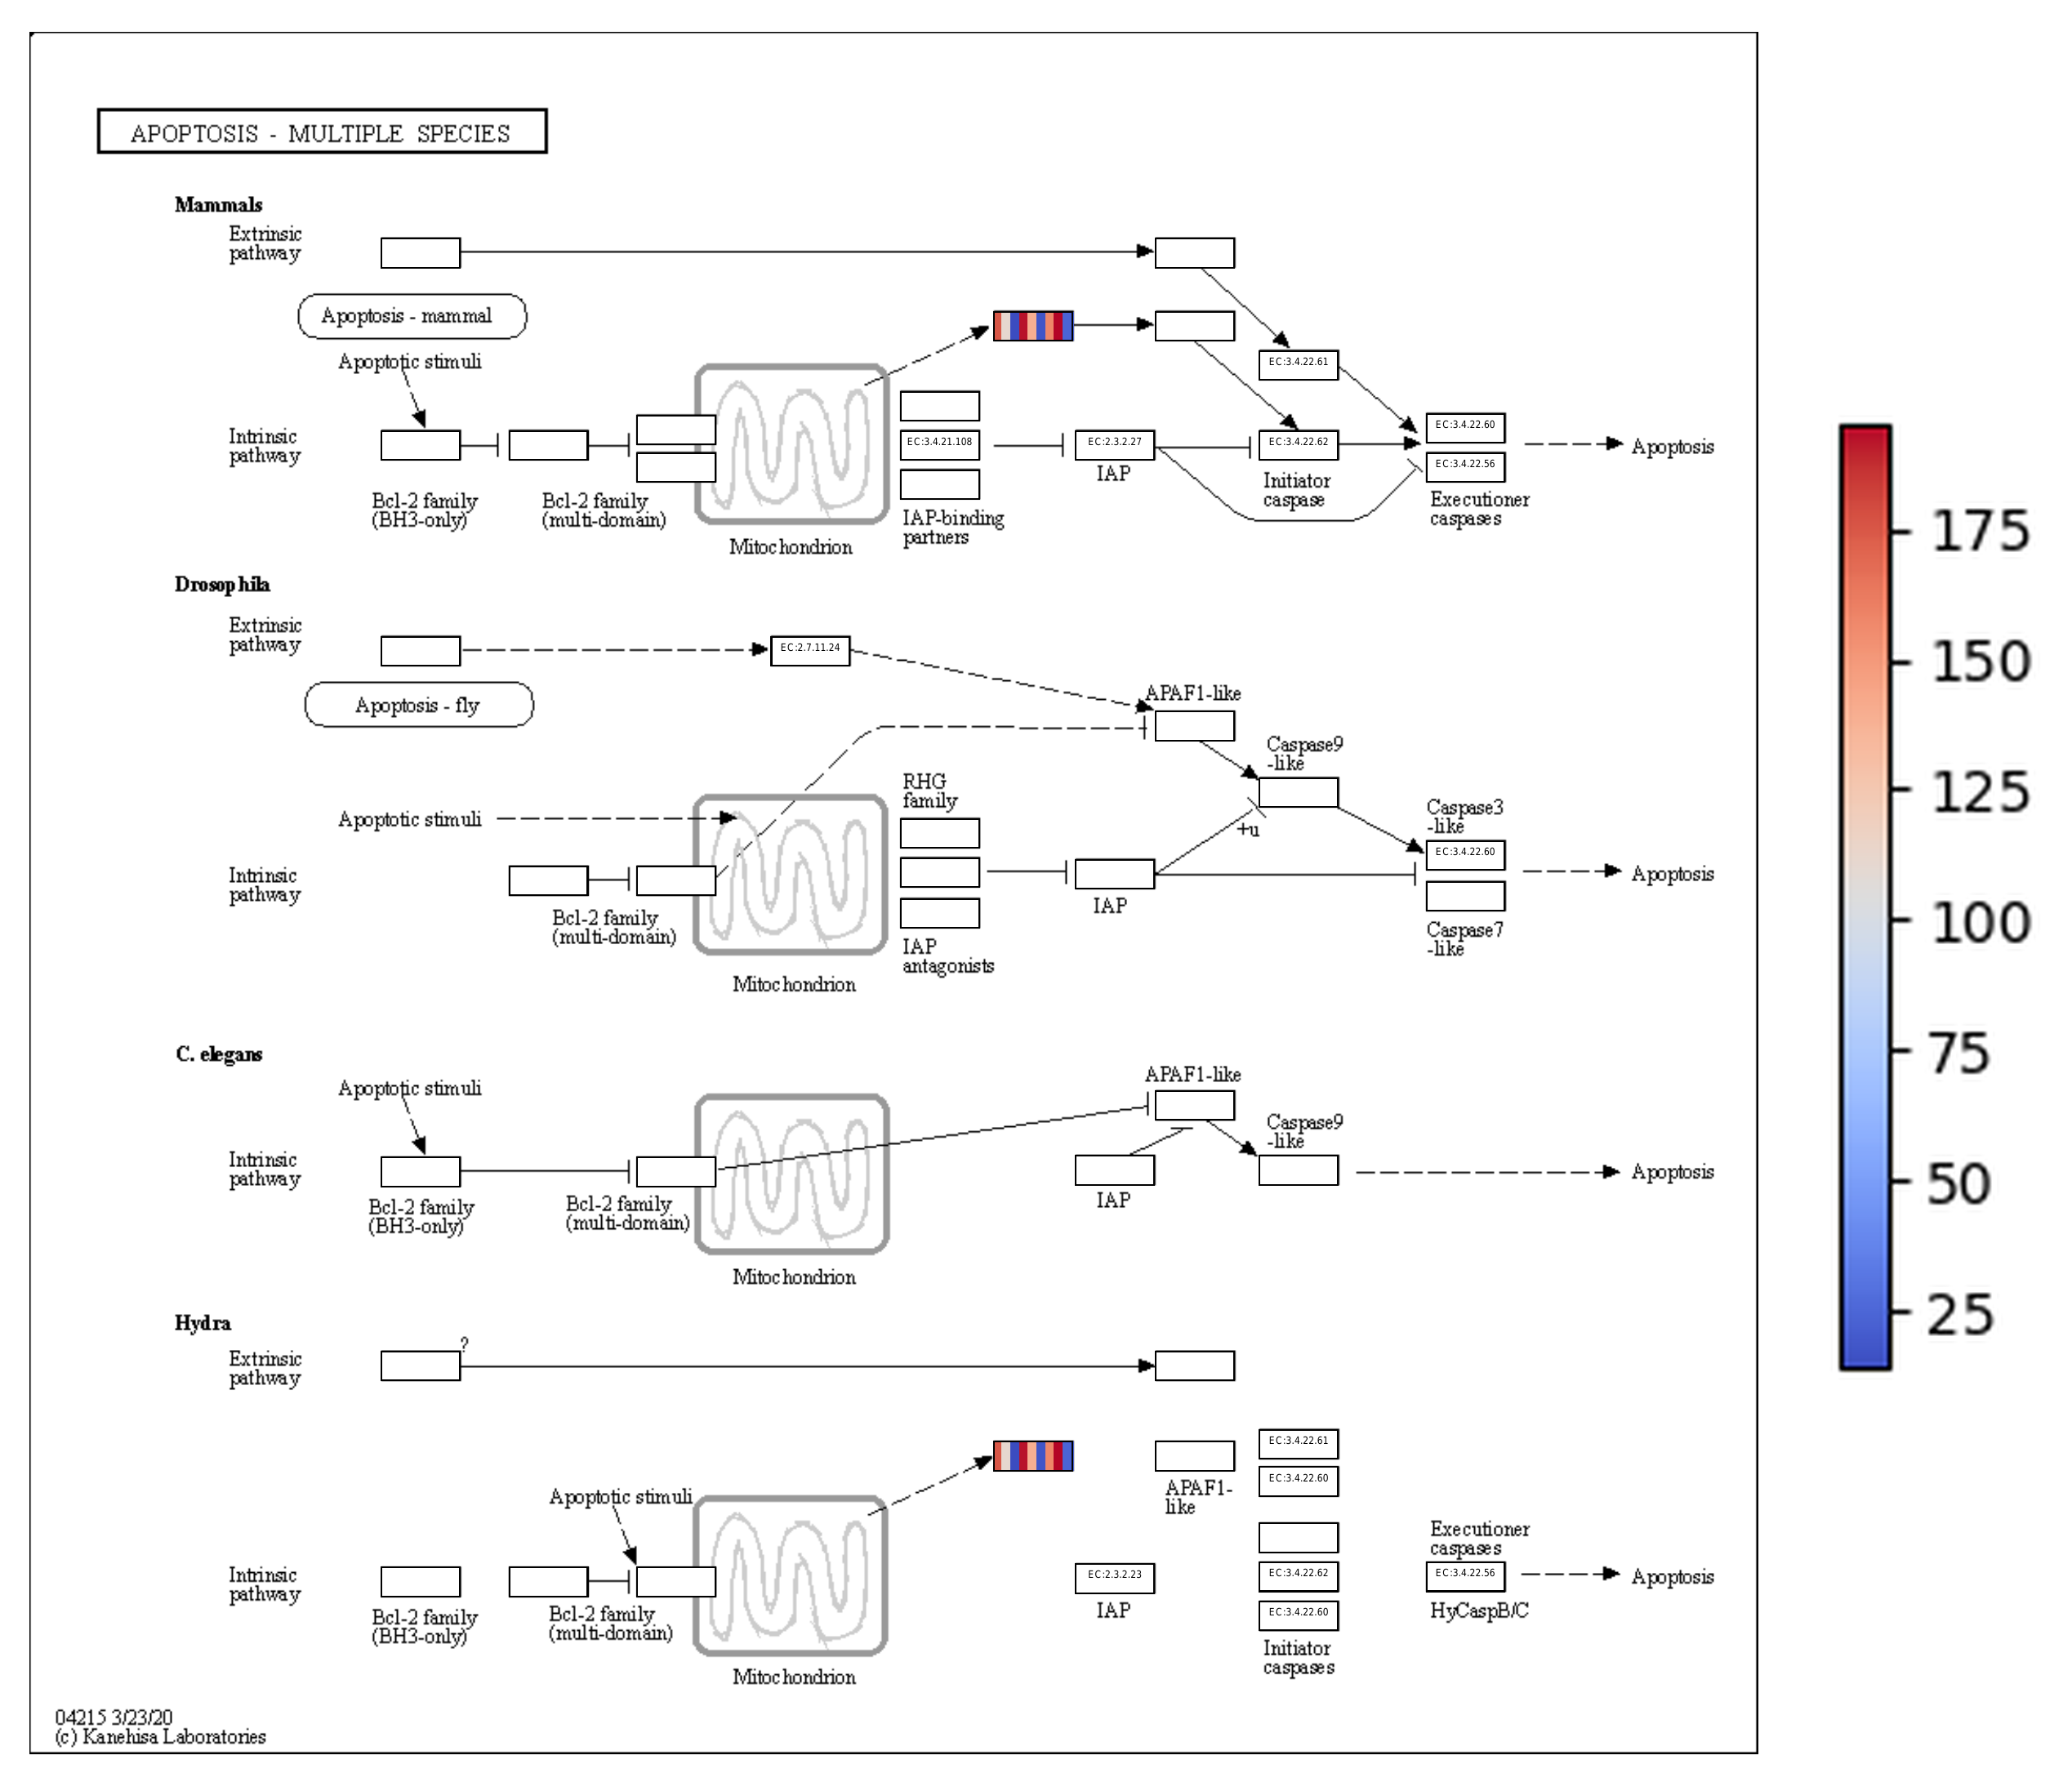 APOPTOSIS - MULTIPLE SPECIES
Mammals
Extrinsic
pathway
Apoptosis - mammal
Apoptotic stimuli
EC:3.4.22.61
Intrinsic
pathway
EC:3.4.21.108
EC:2.3.2.27
EC:3.4.22.62
EC:3.4.22.60
EC:3.4.22.56
Apoptosis
IAP
Initiator
caspase
Executioner
caspases
Bcl-2 family
(BH3-only)
Bcl-2 family
(multi-domain)
IAP-binding
partners
Mitochondrion
Drosophila
Extrinsic
pathway
EC:2.7.11.24
Apoptosis - fly
APAF1-like
Caspase9
-like
RHG
family
Apoptotic stimuli
+u
Caspase3
-like
EC:3.4.22.60
Intrinsic
pathway
Apoptosis
Bcl-2 family
(multi-domain)
IAP
Caspase7
-like
IAP
antagonists
Mitochondrion
C. elegans
Apoptotic stimuli
APAF1-like
Caspase9
-like
Intrinsic
pathway
Apoptosis
Bcl-2 family
(BH3-only)
Bcl-2 family
(multi-domain)
IAP
Mitochondrion
Hydra
Extrinsic
pathway
?
EC:3.4.22.61
EC:3.4.22.60
APAF1-
like
Apoptotic stimuli
Executioner
caspases
Intrinsic
pathway
EC:2.3.2.23
EC:3.4.22.62
EC:3.4.22.56
Apoptosis
Bcl-2 family
(BH3-only)
Bcl-2 family
(multi-domain)
IAP
EC:3.4.22.60
HyCaspB/C
Initiator
caspases
Mitochondrion
04215 3/23/20
(c) Kanehisa Laboratories
175
150
125
100
75
50
25